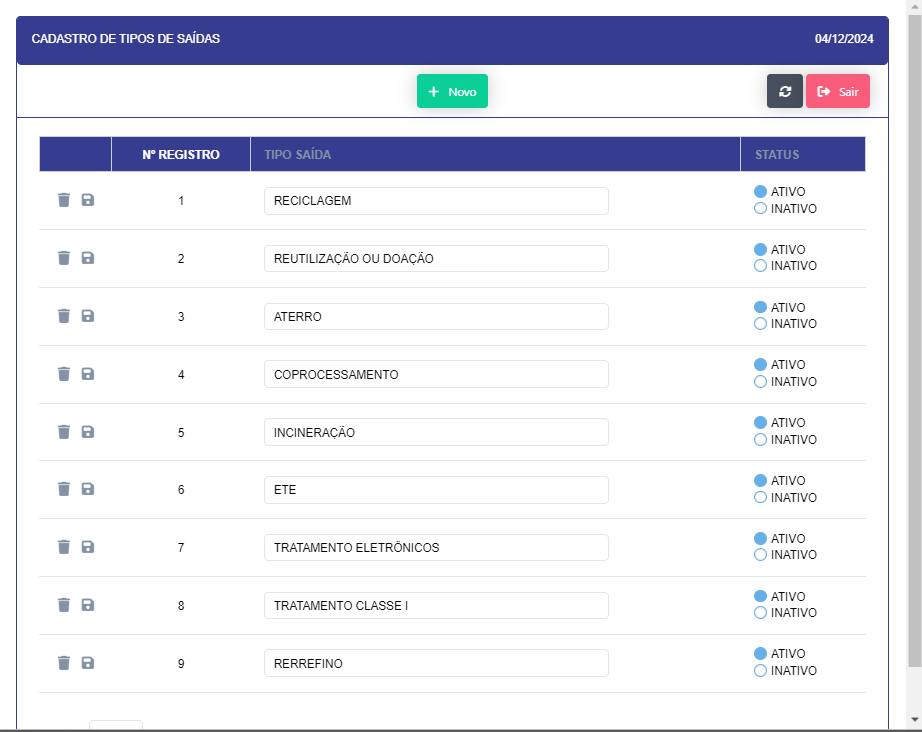 CADASTRO DE TIPOS DE SAÍDAS 04/12/2024
Novo Sair
Nº REGISTRO TIPO SAÍDA STATUS
1 RECICLAGEM ATIVO
INATIVO
2 REUTILIZAÇÃO OU DOAÇÃO ATIVO
INATIVO
3 ATERRO ATIVO
INATIVO
4 COPROCESSAMENTO ATIVO
INATIVO
5 INCINERAÇÃO ATIVO
INATIVO
6 ETE ATIVO
INATIVO
7 TRATAMENTO ELETRÔNICOS ATIVO
INATIVO
8 TRATAMENTO CLASSE I ATIVO
INATIVO
9 RERREFINO ATIVO
INATIVO